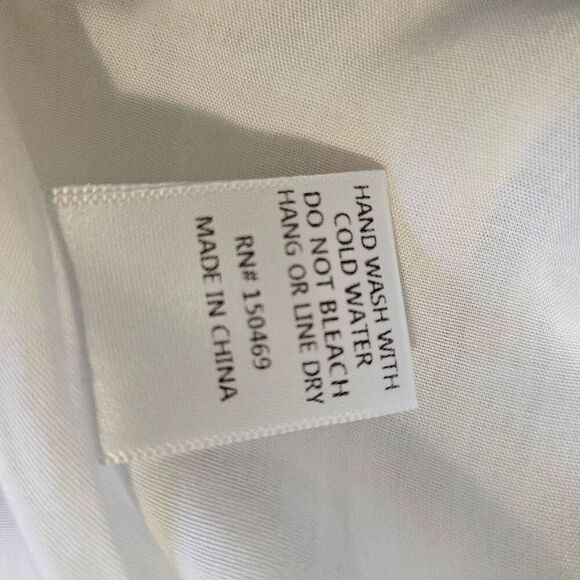 HAND WASH WITH
COLD WATER
DO NOT BLEACH
HANG OR LINE DRY
RN# 150469
MADE IN CHINA